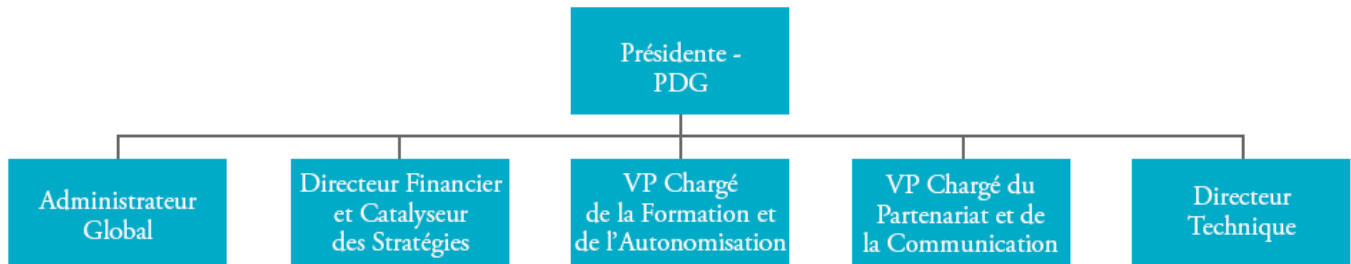 Présidente -
PDG
Administrateur
Global
Directeur Financier
et Catalyseur
des Stratégies
VP Chargé
de la Formation et
de l’Autonomisation
VP Chargé du
Partenariat et de
la Communication
Directeur
Technique